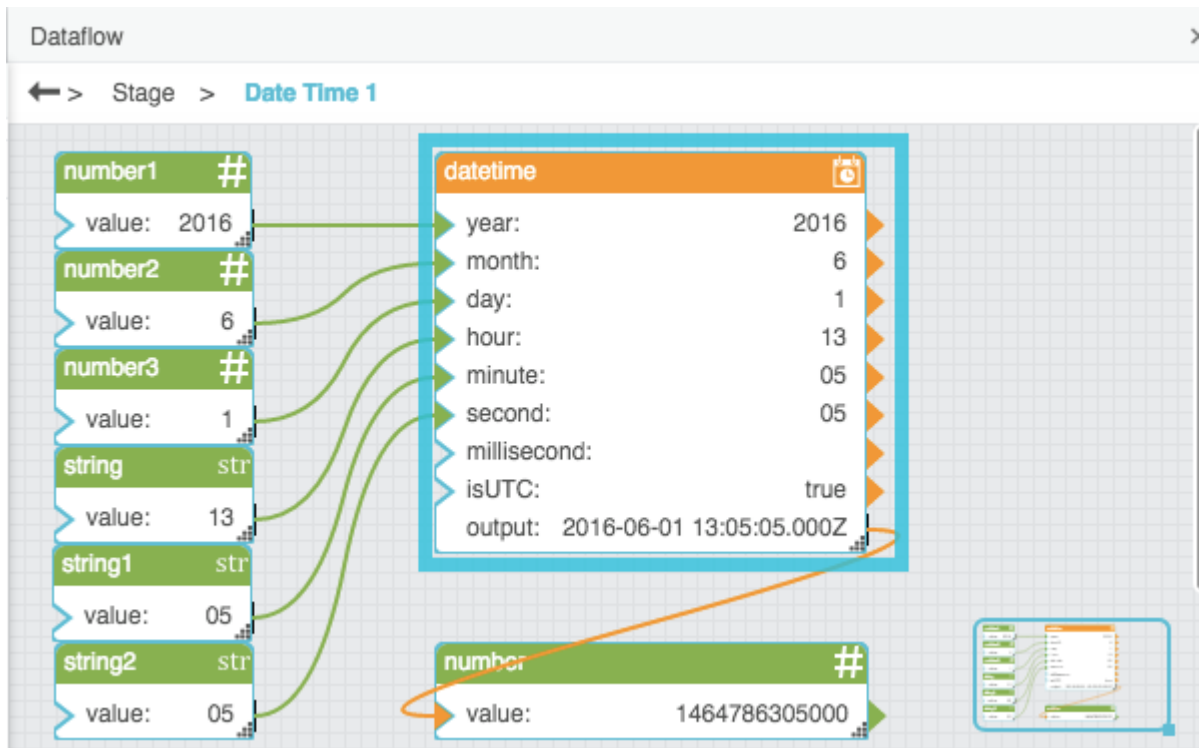 Dataflow
> Stage > Date Time 1
number1 #
value: 2016
number2 #
value: 6
number3 #
value: 1
string str
value: 13
string1 str
value: 05
string2 str
value: 05
datetime
year: 2016
month: 6
day: 1
hour: 13
minute: 05
second: 05
millisecond:
isUTC: true
output: 2016-06-01 13:05:05.000Z
number #
value: 1464786305000